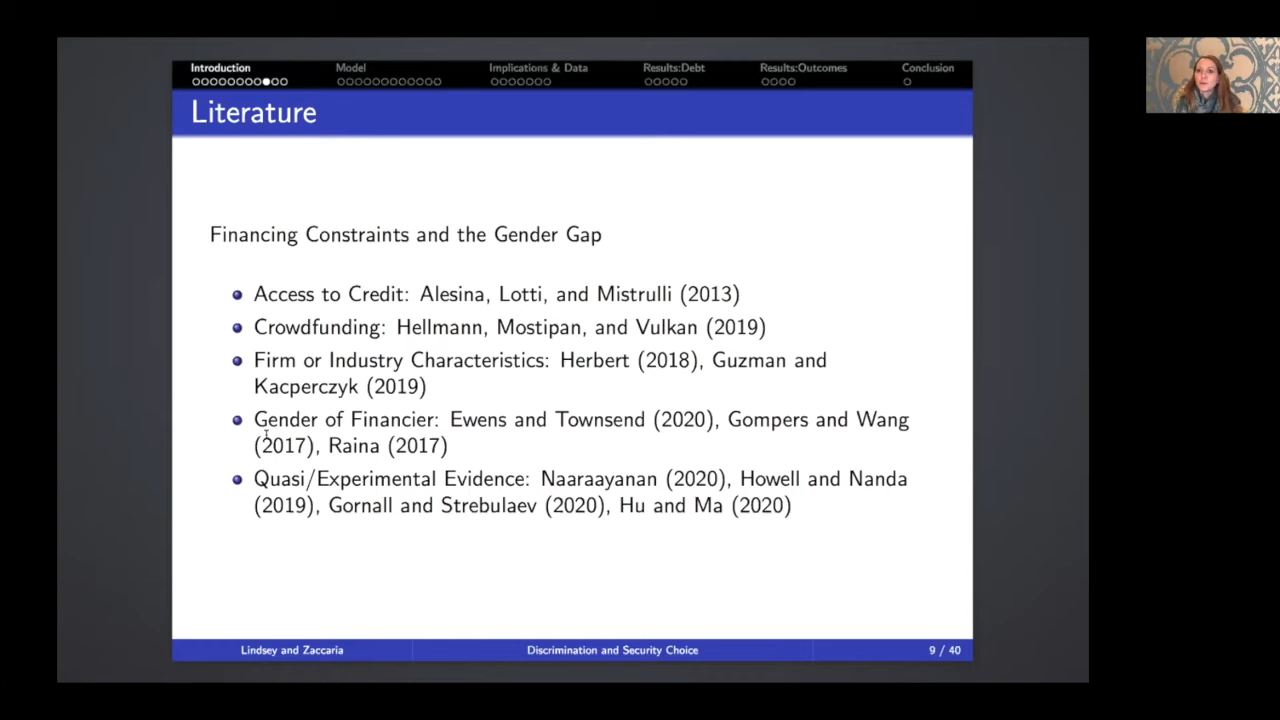 Introduction Model Implications & Data Results:Debt Results:Outcomes Conclusion
Literature
Financing Constraints and the Gender Gap
Access to Credit: Alesina, Lotti, and Mistrulli (2013)
Crowdfunding: Hellmann, Mostipan, and Vulkan (2019)
Firm or Industry Characteristics: Herbert (2018), Guzman and
Kacperczyk (2019)
Gender of Financier: Ewens and Townsend (2020), Gompers and Wang
(2017), Raina (2017)
Quasi/Experimental Evidence: Naaraayanan (2020), Howell and Nanda
(2019), Gornall and Strebulaev (2020), Hu and Ma (2020)
Lindsey and Zaccaria Discrimination and Security Choice 9 / 40